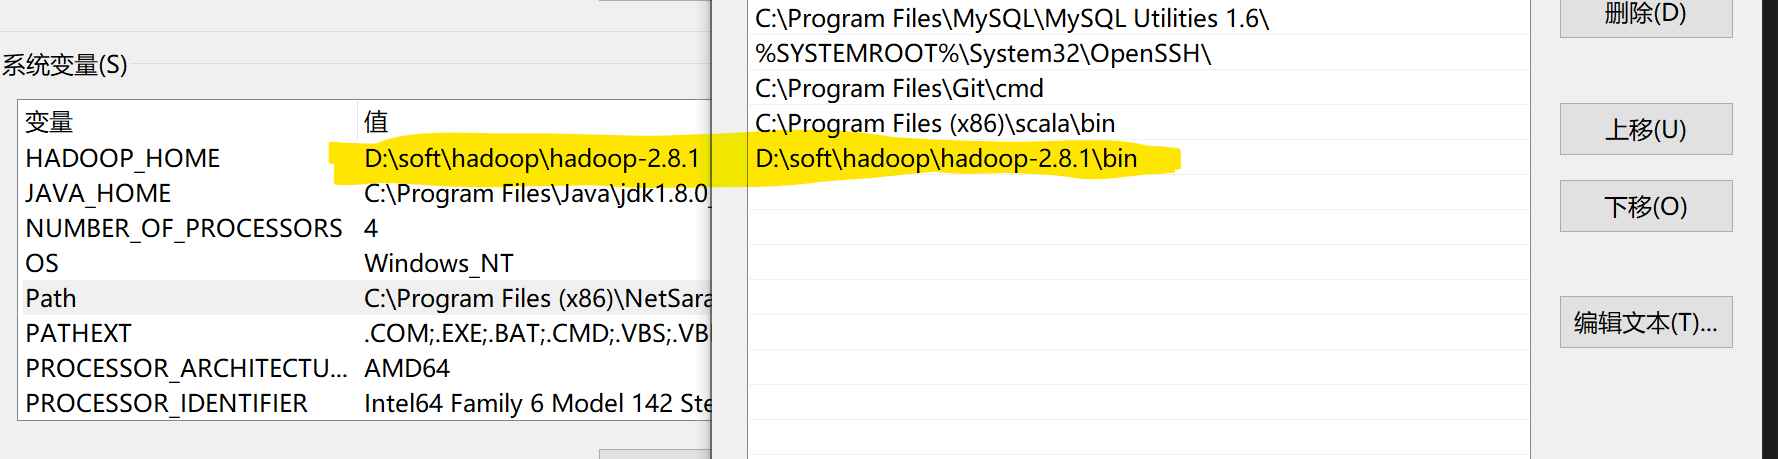 系统变量(S)
变量 值
HADOOP_HOME D:\soft\hadoop\hadoop-2.8.1
JAVA_HOME C:\Program Files\Java\jdk1.8.0_
NUMBER_OF_PROCESSORS 4
OS Windows_NT
Path C:\Program Files (x86)\NetSara
PATHEXT .COM;.EXE;.BAT;.CMD;.VBS;.VB
PROCESSOR_ARCHITECTU... AMD64
PROCESSOR_IDENTIFIER Intel64 Family 6 Model 142 Ste
C:\Program Files\MySQL\MySQL Utilities 1.6\
%SYSTEMROOT%\System32\OpenSSH\
C:\Program Files\Git\cmd
C:\Program Files (x86)\scala\bin
D:\soft\hadoop\hadoop-2.8.1\bin
删除(D)
上移(U)
下移(O)
编辑文本(T)...